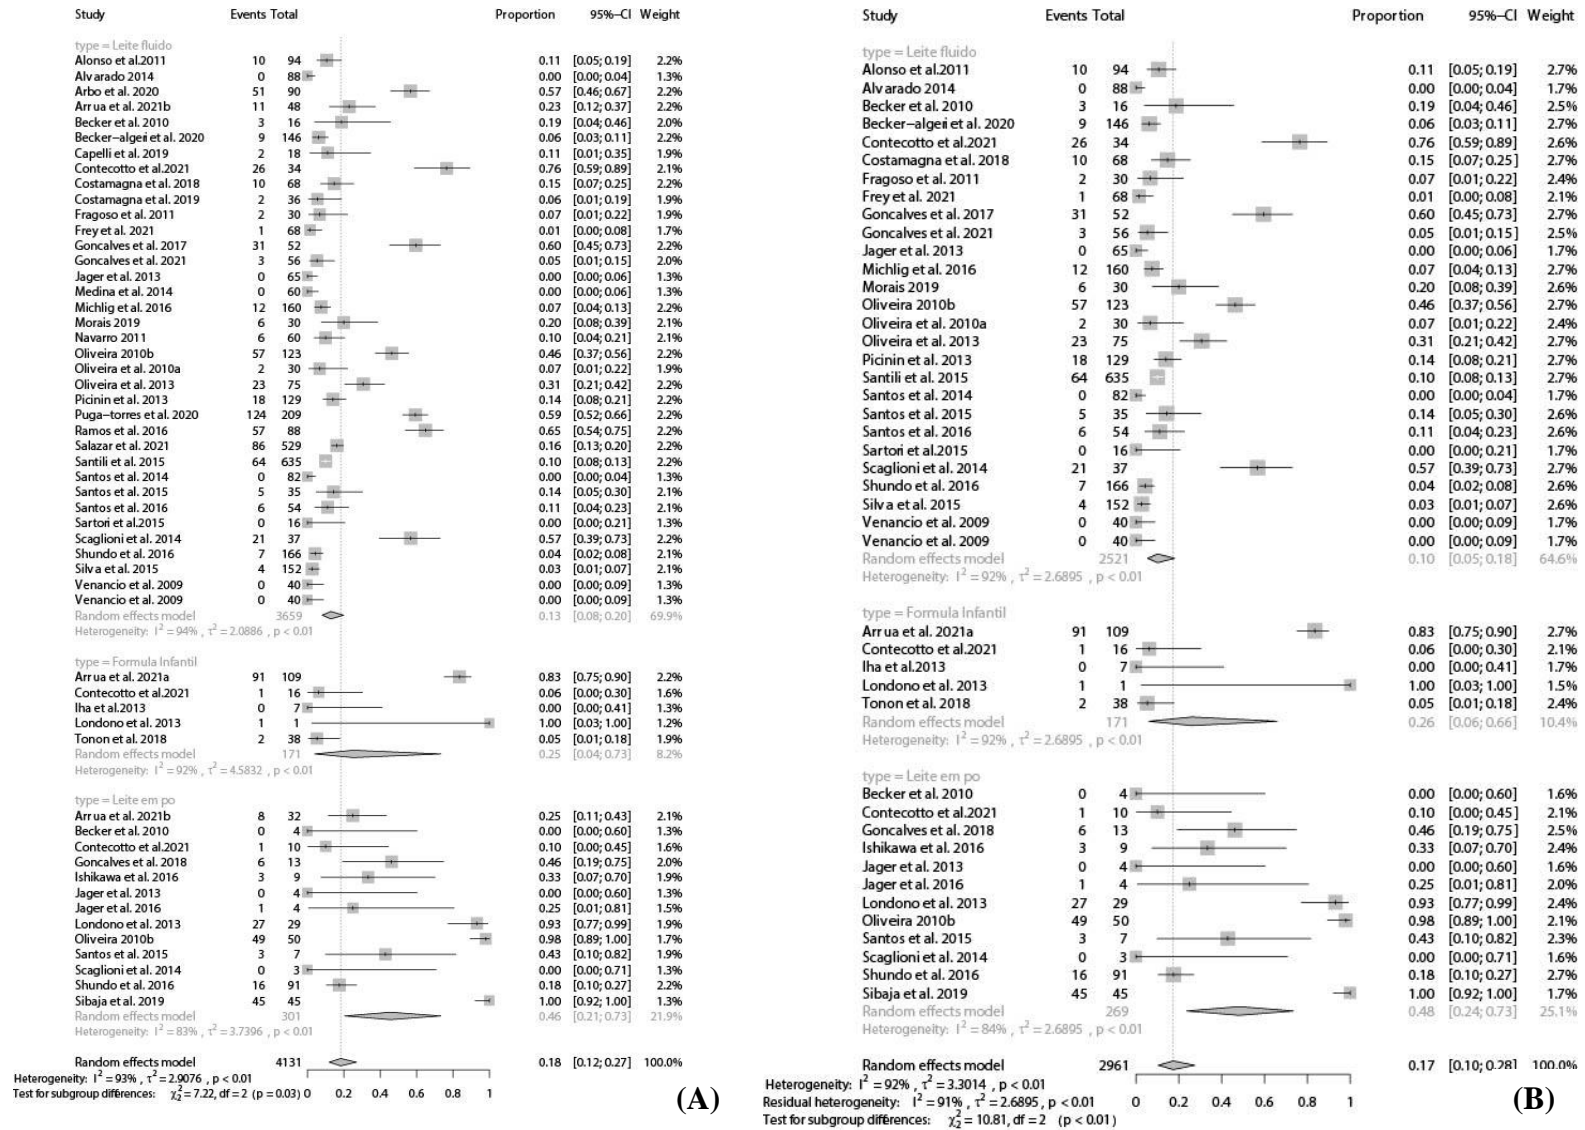 Study Events Total Proportion 95%−CI Weight
type = Leite fluido
Alonso et al.2011 10 94 0.11 [0.05; 0.19] 2.2%
Alvarado 2014 0 88 0.00 [0.00; 0.04] 1.3%
Arbo et al. 2020 51 90 0.57 [0.46; 0.67] 2.2%
Arrua et al. 2021b 11 48 0.23 [0.12; 0.37] 2.2%
Becker et al. 2010 3 16 0.19 [0.04; 0.46] 2.0%
Becker−algeri et al. 2020 9 146 0.06 [0.03; 0.11] 2.2%
Capelli et al. 2019 2 18 0.11 [0.01; 0.35] 1.9%
Contecotto et al.2021 26 34 0.76 [0.59; 0.89] 2.1%
Costamagna et al. 2018 10 68 0.15 [0.07; 0.25] 2.2%
Costamagna et al. 2019 2 36 0.06 [0.01; 0.19] 1.9%
Fragoso et al. 2011 2 30 0.07 [0.01; 0.22] 1.9%
Frey et al. 2021 1 68 0.01 [0.00; 0.08] 1.7%
Goncalves et al. 2017 31 52 0.60 [0.45; 0.73] 2.2%
Goncalves et al. 2021 3 56 0.05 [0.01; 0.15] 2.0%
Jager et al. 2013 0 65 0.00 [0.00; 0.06] 1.3%
Medina et al. 2014 0 60 0.00 [0.00; 0.06] 1.3%
Michlig et al. 2016 12 160 0.07 [0.04; 0.13] 2.2%
Morais 2019 6 30 0.20 [0.08; 0.39] 2.1%
Navarro 2011 6 60 0.10 [0.04; 0.21] 2.1%
Oliveira 2010b 57 123 0.46 [0.37; 0.56] 2.2%
Oliveira et al. 2010a 2 30 0.07 [0.01; 0.22] 1.9%
Oliveira et al. 2013 23 75 0.31 [0.21; 0.42] 2.2%
Picinin et al. 2013 18 129 0.14 [0.08; 0.21] 2.2%
Puga−torres et al. 2020 124 209 0.59 [0.52; 0.66] 2.2%
Ramos et al. 2016 57 88 0.65 [0.54; 0.75] 2.2%
Salazar et al. 2021 86 529 0.16 [0.13; 0.20] 2.2%
Santili et al. 2015 64 635 0.10 [0.08; 0.13] 2.2%
Santos et al. 2014 0 82 0.00 [0.00; 0.04] 1.3%
Santos et al. 2015 5 35 0.14 [0.05; 0.30] 2.1%
Santos et al. 2016 6 54 0.11 [0.04; 0.23] 2.1%
Sartori et al.2015 0 16 0.00 [0.00; 0.21] 1.3%
Scaglioni et al. 2014 21 37 0.57 [0.39; 0.73] 2.2%
Shundo et al. 2016 7 166 0.04 [0.02; 0.08] 2.2%
Silva et al. 2015 4 152 0.03 [0.01; 0.07] 2.1%
Venancio et al. 2009 0 40 0.00 [0.00; 0.09] 1.3%
Venancio et al. 2009 0 40 0.00 [0.00; 0.09] 1.3%
Random effects model 3659 0.13 [0.08; 0.20] 69.9%
Heterogeneity: I² = 94% , τ² = 2.0886 , p < 0.01
type = Formula Infantil
Arrua et al. 2021a 91 109 0.83 [0.75; 0.90] 2.2%
Contecotto et al.2021 1 16 0.06 [0.00; 0.30] 1.6%
Iha et al.2013 0 7 0.00 [0.00; 0.41] 1.3%
Londono et al. 2013 1 1 1.00 [0.03; 1.00] 1.2%
Tonon et al. 2018 2 38 0.05 [0.01; 0.18] 1.9%
Random effects model 171 0.25 [0.04; 0.73] 8.2%
Heterogeneity: I² = 92% , τ² = 4.5832 , p < 0.01
type = Leite em po
Arrua et al. 2021b 8 32 0.25 [0.11; 0.43] 2.1%
Becker et al. 2010 0 4 0.00 [0.00; 0.60] 1.3%
Contecotto et al.2021 1 10 0.10 [0.00; 0.45] 1.6%
Goncalves et al. 2018 6 13 0.46 [0.19; 0.75] 2.0%
Ishikawa et al. 2016 3 9 0.33 [0.07; 0.70] 1.9%
Jager et al. 2013 0 4 0.00 [0.00; 0.60] 1.3%
Jager et al. 2016 1 4 0.25 [0.01; 0.81] 1.5%
Londono et al. 2013 27 29 0.93 [0.77; 0.99] 1.9%
Oliveira 2010b 49 50 0.98 [0.89; 1.00] 1.7%
Santos et al. 2015 3 7 0.43 [0.10; 0.82] 1.9%
Scaglioni et al. 2014 0 3 0.00 [0.00; 0.71] 1.3%
Shundo et al. 2016 16 91 0.18 [0.10; 0.27] 2.2%
Sibaja et al. 2019 45 45 1.00 [0.92; 1.00] 1.3%
Random effects model 301 0.46 [0.21; 0.73] 21.9%
Heterogeneity: I² = 83% , τ² = 3.7396 , p < 0.01
Random effects model 4131 0.18 [0.12; 0.27] 100.0%
Heterogeneity: I² = 93% , τ² = 2.9076 , p < 0.01
Test for subgroup differences: χ²₂ = 7.22, df = 2 (p = 0.03)
0 0.2 0.4 0.6 0.8 1
(A)
Study Events Total Proportion 95%−CI Weight
type = Leite fluido
Alonso et al.2011 10 94 0.11 [0.05; 0.19] 2.7%
Alvarado 2014 0 88 0.00 [0.00; 0.04] 1.7%
Becker et al. 2010 3 16 0.19 [0.04; 0.46] 2.5%
Becker−algeri et al. 2020 9 146 0.06 [0.03; 0.11] 2.7%
Contecotto et al.2021 26 34 0.76 [0.59; 0.89] 2.6%
Costamagna et al. 2018 10 68 0.15 [0.07; 0.25] 2.7%
Fragoso et al. 2011 2 30 0.07 [0.01; 0.22] 2.4%
Frey et al. 2021 1 68 0.01 [0.00; 0.08] 2.1%
Goncalves et al. 2017 31 52 0.60 [0.45; 0.73] 2.7%
Goncalves et al. 2021 3 56 0.05 [0.01; 0.15] 2.6%
Jager et al. 2013 0 65 0.00 [0.00; 0.06] 1.7%
Michlig et al. 2016 12 160 0.07 [0.04; 0.13] 2.7%
Morais 2019 6 30 0.20 [0.08; 0.39] 2.6%
Oliveira 2010b 57 123 0.46 [0.37; 0.56] 2.7%
Oliveira et al. 2010a 2 30 0.07 [0.01; 0.22] 2.4%
Oliveira et al. 2013 23 75 0.31 [0.21; 0.42] 2.7%
Picinin et al. 2013 18 129 0.14 [0.08; 0.21] 2.7%
Santili et al. 2015 64 635 0.10 [0.08; 0.13] 2.7%
Santos et al. 2014 0 82 0.00 [0.00; 0.04] 1.7%
Santos et al. 2015 5 35 0.14 [0.05; 0.30] 2.6%
Santos et al. 2016 6 54 0.11 [0.04; 0.23] 2.6%
Sartori et al.2015 0 16 0.00 [0.00; 0.21] 1.7%
Scaglioni et al. 2014 21 37 0.57 [0.39; 0.73] 2.7%
Shundo et al. 2016 7 166 0.04 [0.02; 0.08] 2.6%
Silva et al. 2015 4 152 0.03 [0.01; 0.07] 2.6%
Venancio et al. 2009 0 40 0.00 [0.00; 0.09] 1.7%
Venancio et al. 2009 0 40 0.00 [0.00; 0.09] 1.7%
Random effects model 2521 0.10 [0.05; 0.18] 64.6%
Heterogeneity: I² = 92% , τ² = 2.6895 , p < 0.01
type = Formula Infantil
Arrua et al. 2021a 91 109 0.83 [0.75; 0.90] 2.7%
Contecotto et al.2021 1 16 0.06 [0.00; 0.30] 2.1%
Iha et al.2013 0 7 0.00 [0.00; 0.41] 1.7%
Londono et al. 2013 1 1 1.00 [0.03; 1.00] 1.5%
Tonon et al. 2018 2 38 0.05 [0.01; 0.18] 2.4%
Random effects model 171 0.26 [0.06; 0.66] 10.4%
Heterogeneity: I² = 92% , τ² = 2.6895 , p < 0.01
type = Leite em po
Becker et al. 2010 0 4 0.00 [0.00; 0.60] 1.6%
Contecotto et al.2021 1 10 0.10 [0.00; 0.45] 2.1%
Goncalves et al. 2018 6 13 0.46 [0.19; 0.75] 2.5%
Ishikawa et al. 2016 3 9 0.33 [0.07; 0.70] 2.4%
Jager et al. 2013 0 4 0.00 [0.00; 0.60] 1.6%
Jager et al. 2016 1 4 0.25 [0.01; 0.81] 2.0%
Londono et al. 2013 27 29 0.93 [0.77; 0.99] 2.4%
Oliveira 2010b 49 50 0.98 [0.89; 1.00] 2.1%
Santos et al. 2015 3 7 0.43 [0.10; 0.82] 2.3%
Scaglioni et al. 2014 0 3 0.00 [0.00; 0.71] 1.6%
Shundo et al. 2016 16 91 0.18 [0.10; 0.27] 2.7%
Sibaja et al. 2019 45 45 1.00 [0.92; 1.00] 1.7%
Random effects model 269 0.48 [0.24; 0.73] 25.1%
Heterogeneity: I² = 84% , τ² = 2.6895 , p < 0.01
Random effects model 2961 0.17 [0.10; 0.28] 100.0%
Heterogeneity: I² = 92% , τ² = 3.3014 , p < 0.01
Residual heterogeneity: I² = 91% , τ² = 2.6895 , p < 0.01
Test for subgroup differences: χ²₂ = 10.81, df = 2 (p < 0.01)
0 0.2 0.4 0.6 0.8 1
(B)